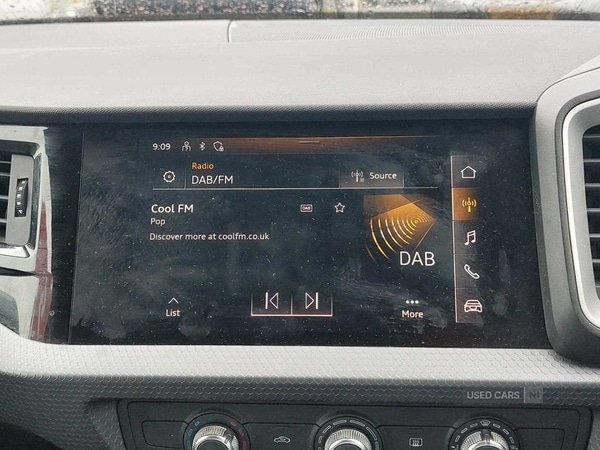 9:09
Radio
DAB/FM
Source
Cool FM
DAB
Pop
Discover more at coolfm.co.uk
DAB
List
More
USED CARS NI